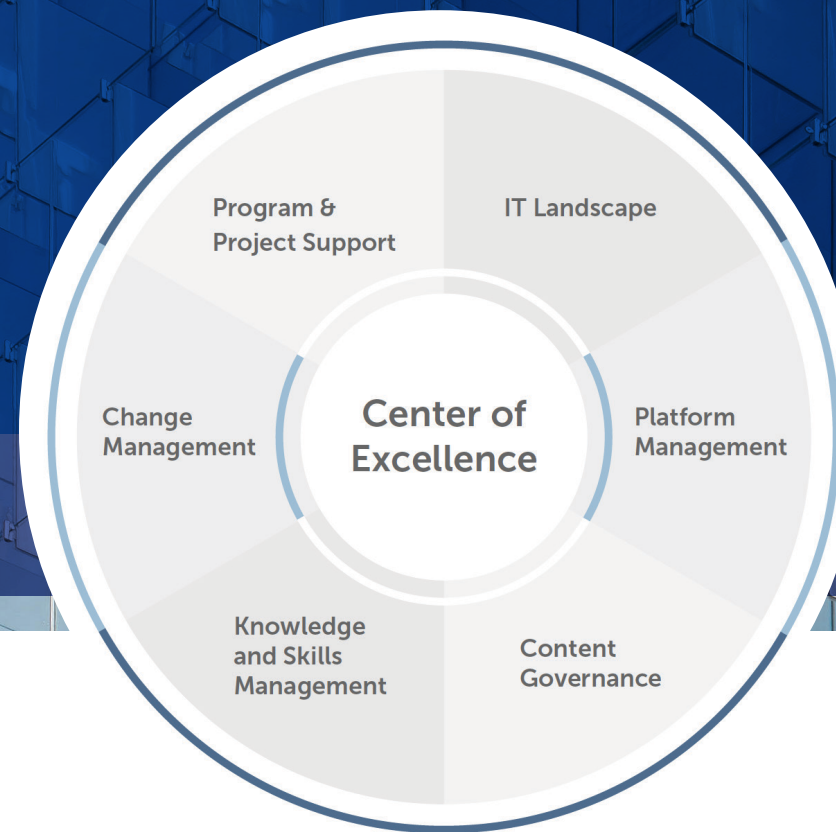 Program &
Project Support
IT Landscape
Change
Management
Center of
Excellence
Platform
Management
Knowledge
and Skills
Management
Content
Governance